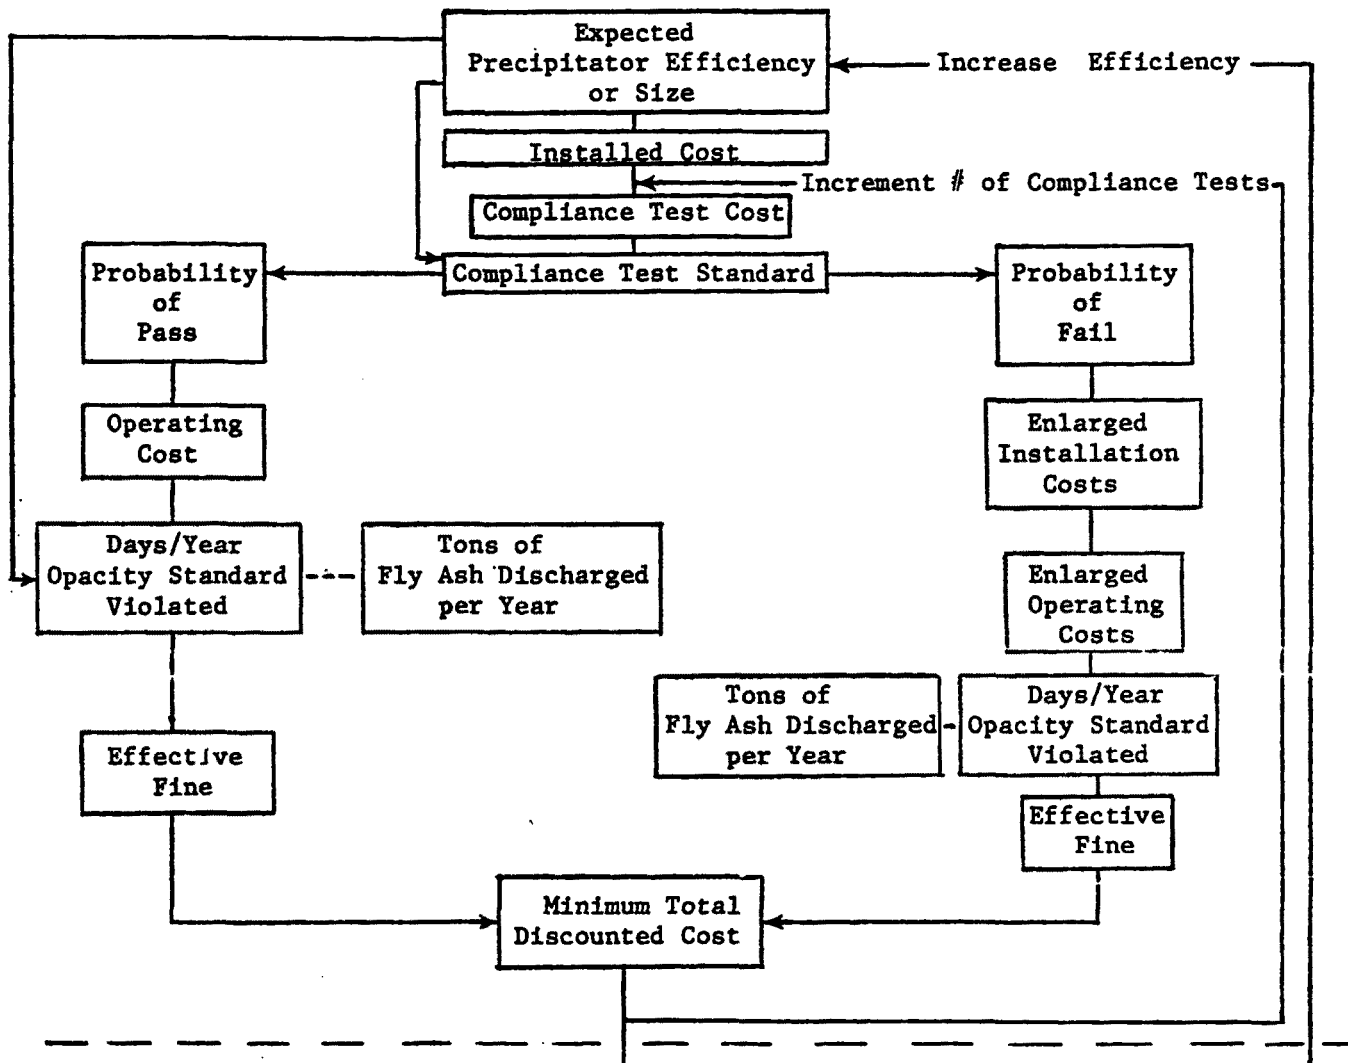 Expected
Precipitator Efficiency
or Size
Increase Efficiency
Installed Cost
Increment # of Compliance Tests
Compliance Test Cost
Compliance Test Standard
Probability
of
Pass
Probability
of
Fail
Operating
Cost
Enlarged
Installation
Costs
Days/Year
Opacity Standard
Violated
Tons of
Fly Ash Discharged
per Year
Enlarged
Operating
Costs
Tons of
Fly Ash Discharged
per Year
Days/Year
Opacity Standard
Violated
Effective
Fine
Effective
Fine
Minimum Total
Discounted Cost